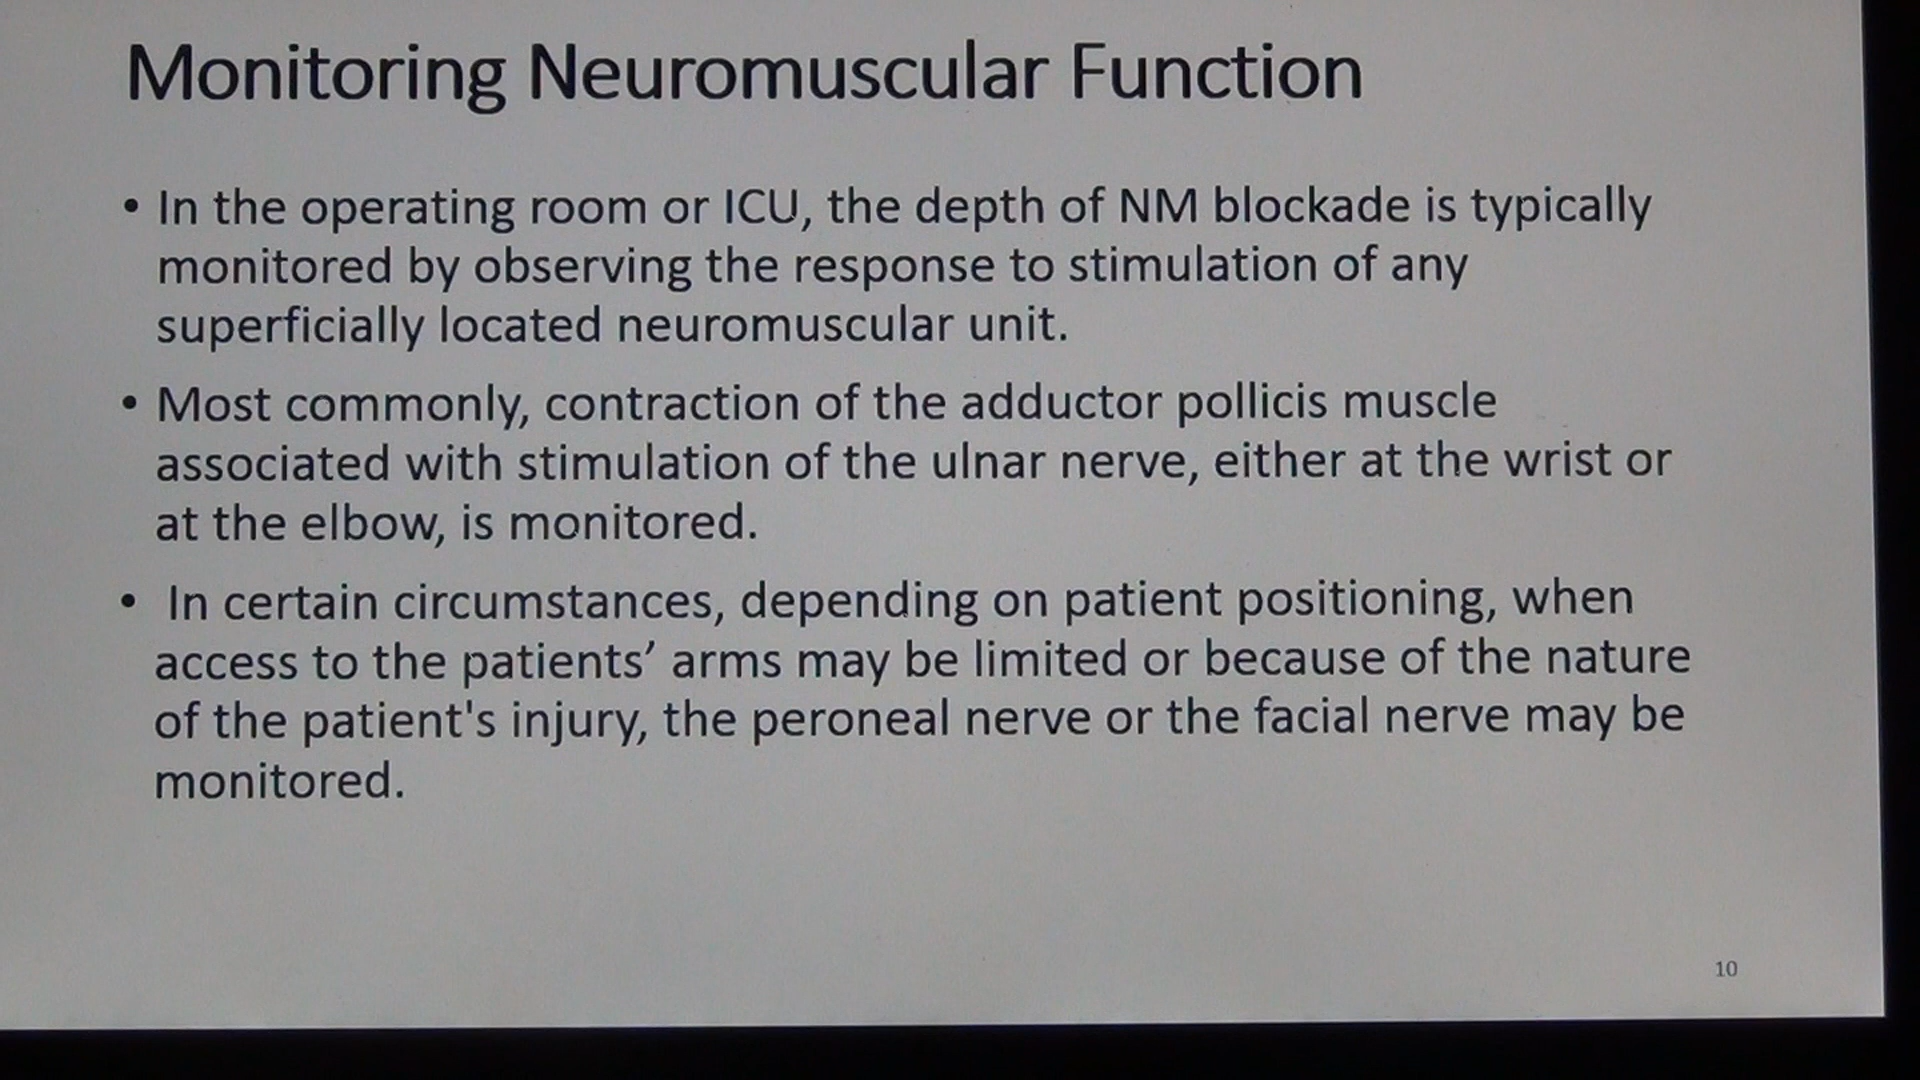 Monitoring Neuromuscular Function
• In the operating room or ICU, the depth of NM blockade is typically
monitored by observing the response to stimulation of any
superficially located neuromuscular unit.
• Most commonly, contraction of the adductor pollicis muscle
associated with stimulation of the ulnar nerve, either at the wrist or
at the elbow, is monitored.
• In certain circumstances, depending on patient positioning, when
access to the patients’ arms may be limited or because of the nature
of the patient's injury, the peroneal nerve or the facial nerve may be
monitored.
10